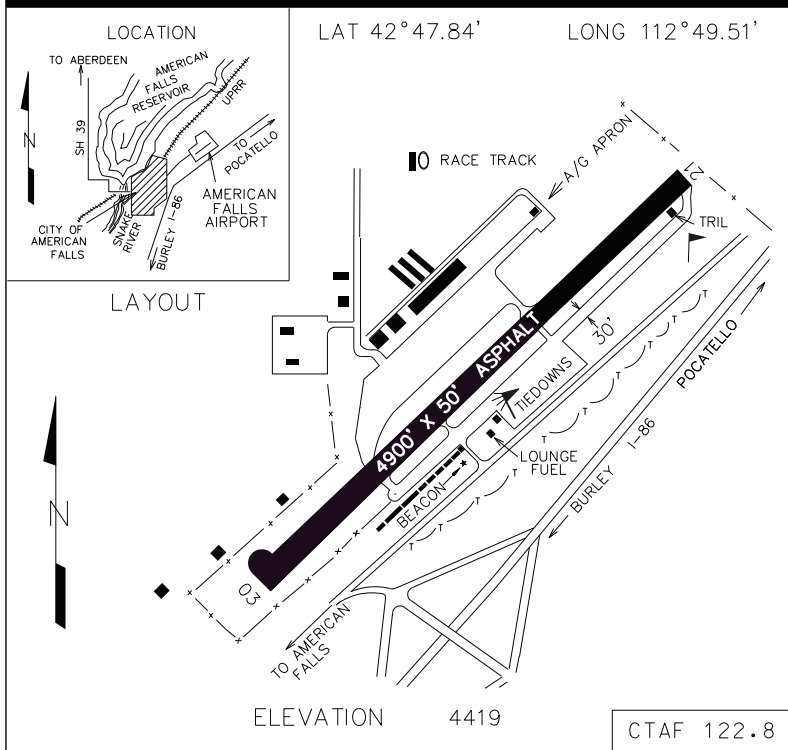 LOCATION
LAT 42°47.84'
LONG 112°49.51'
TO ABERDEEN
AMERICAN
FALLS
RESERVOIR
UPRR
SH 39
N
TO
POCATELLO
AMERICAN
FALLS
AIRPORT
CITY OF
AMERICAN
FALLS
SNAKE
RIVER
BURLEY I-86
LAYOUT
RACE TRACK
A/G APRON
21
TRIL
30'
4900' X 50' ASPHALT
TIEDOWNS
POCATELLO
I-86
BURLEY
LOUNGE
FUEL
BEACON
N
03
TO AMERICAN
FALLS
ELEVATION 4419
CTAF 122.8